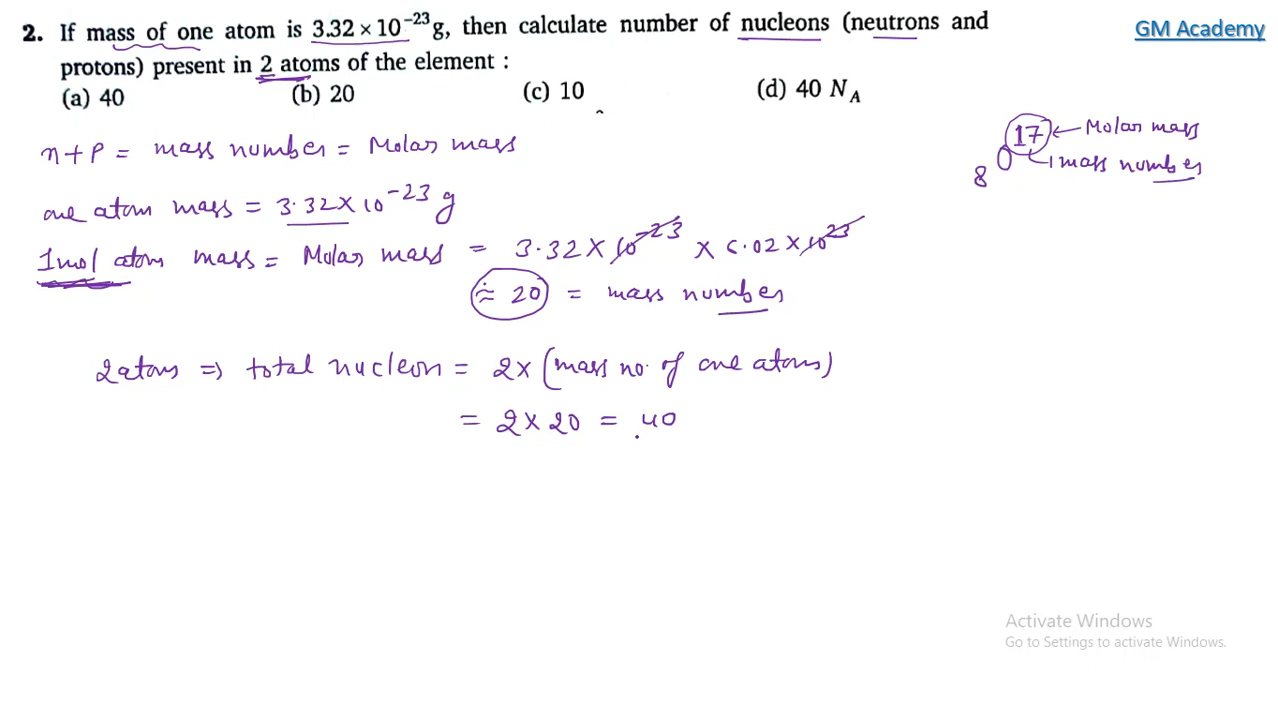 GM Academy
2. If mass of one atom is 3.32 × 10⁻²³ g, then calculate number of nucleons (neutrons and
protons) present in 2 atoms of the element :
(a) 40 (b) 20 (c) 10 (d) 40 N_A
n+P = mass number = Molar mass
17 ← Molar mass
8 O mass number
one atom mass = 3.32 × 10⁻²³ g
1mol atom mass = Molar mass = 3.32 × 10⁻²³ × 6.02 × 10²³
≈ 20 = mass number
2 atoms ⇒ total nucleon = 2× (mass no. of one atoms)
= 2 × 20 = 40
Activate Windows
Go to Settings to activate Windows.